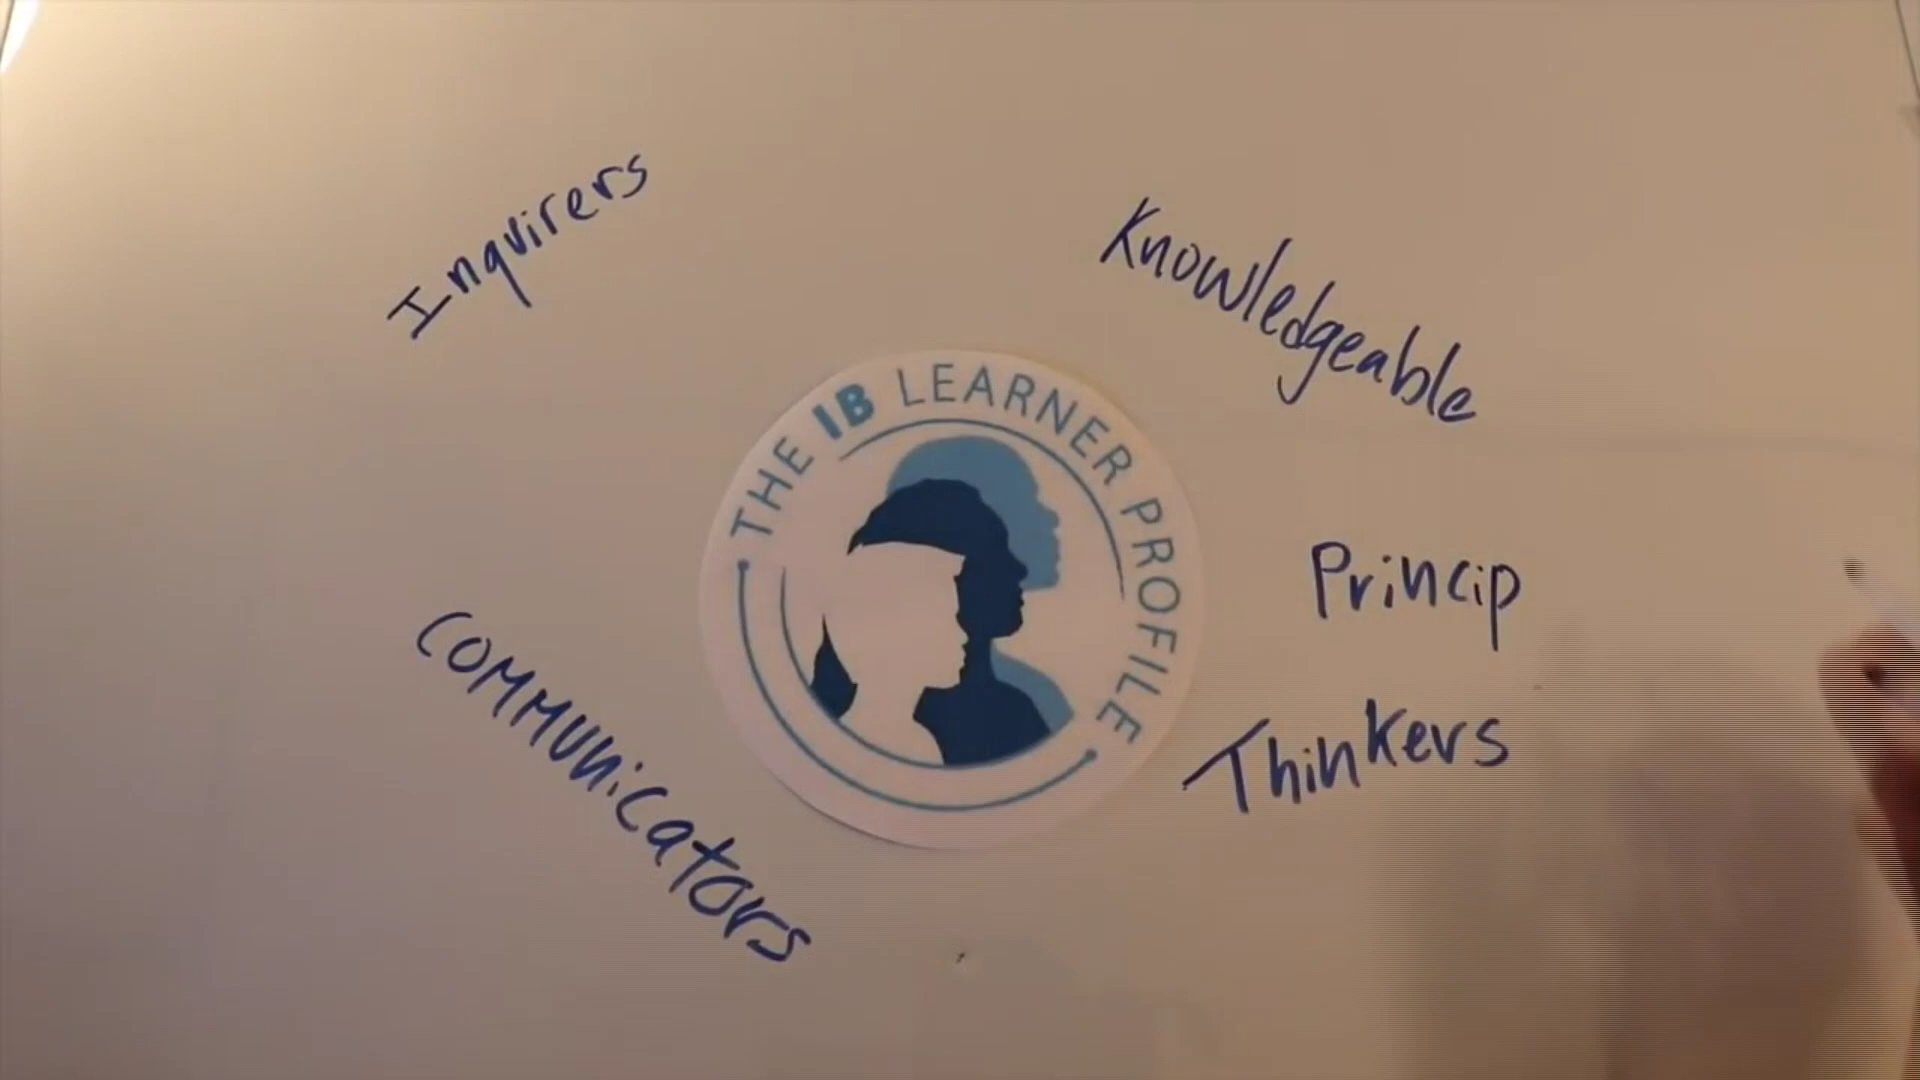 Inquirers
Knowledgeable
THE IB LEARNER PROFILE
Princip
Communicators
Thinkers